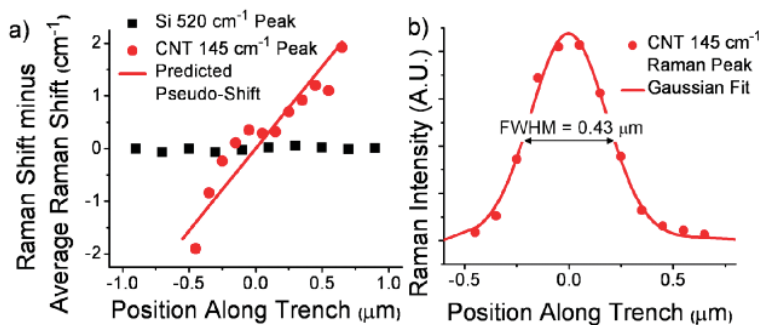 a)
Si 520 cm⁻¹ Peak
CNT 145 cm⁻¹ Peak
Predicted
Pseudo-Shift
Raman Shift minus
Average Raman Shift (cm⁻¹)
2
1
0
-1
-2
-1.0 -0.5 0.0 0.5 1.0
Position Along Trench (μm)
b)
CNT 145 cm⁻¹
Raman Peak
Gaussian Fit
FWHM = 0.43 μm
Raman Intensity (A.U.)
-0.5 0.0 0.5
Position Along Trench (μm)